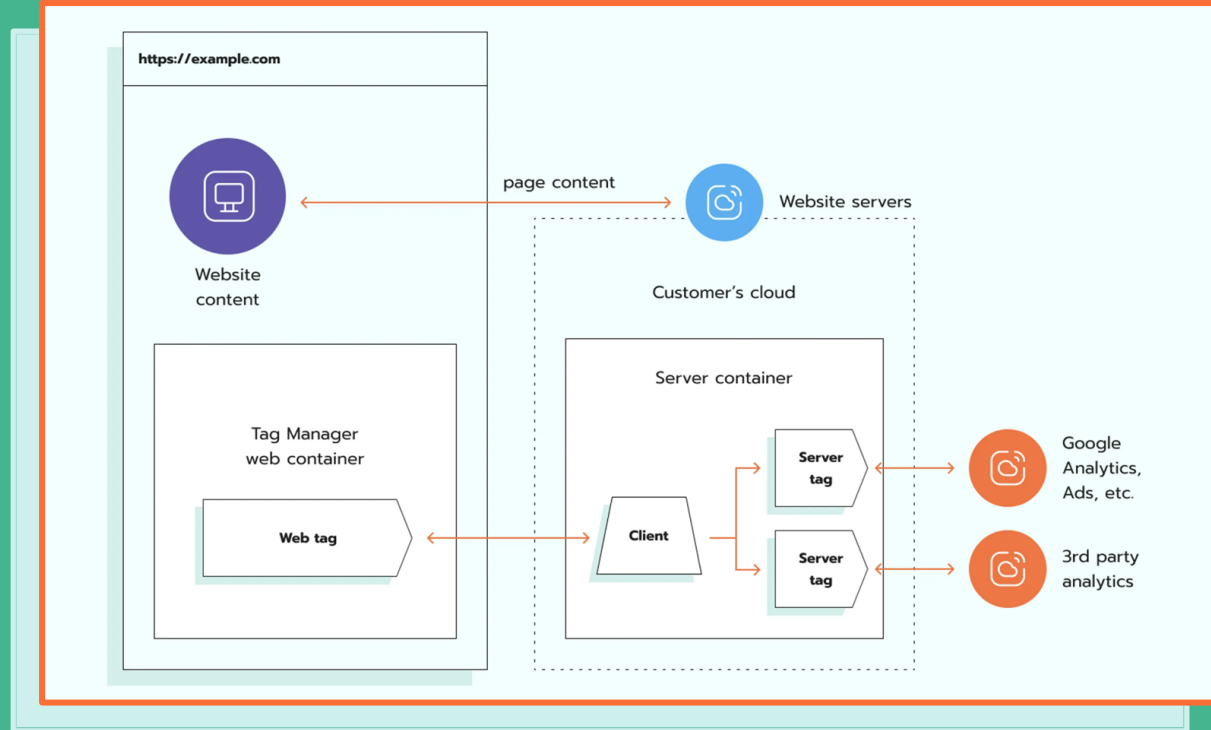 https://example.com
page content
Website servers
Website
content
Customer's cloud
Server container
Tag Manager
web container
Web tag
Client
Server
tag
Server
tag
Google
Analytics,
Ads, etc.
3rd party
analytics